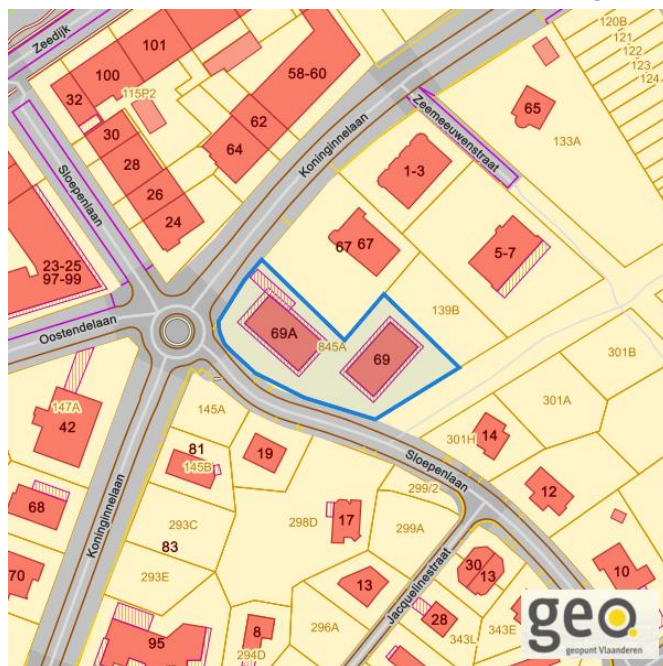 Zeedijk
101
100
32
115P2
58-60
62
64
30
28
26
24
Sloepenlaan
Koninginnelaan
Zeemeeuwenstraat
65
133A
120B
121
122
123
124
1-3
67 67
5-7
23-25
97-99
Oostendelaan
69A
845A
69
139B
301B
301A
147A
42
145A
81
145B
19
Sloepenlaan
301H
14
299/2
12
Koninginnelaan
68
293C
83
298D
17
299A
70
293E
13
Jacquelinestraat
30
13
10
95
8
294D
296A
28
343L
343E
geo
geopunt Vlaanderen